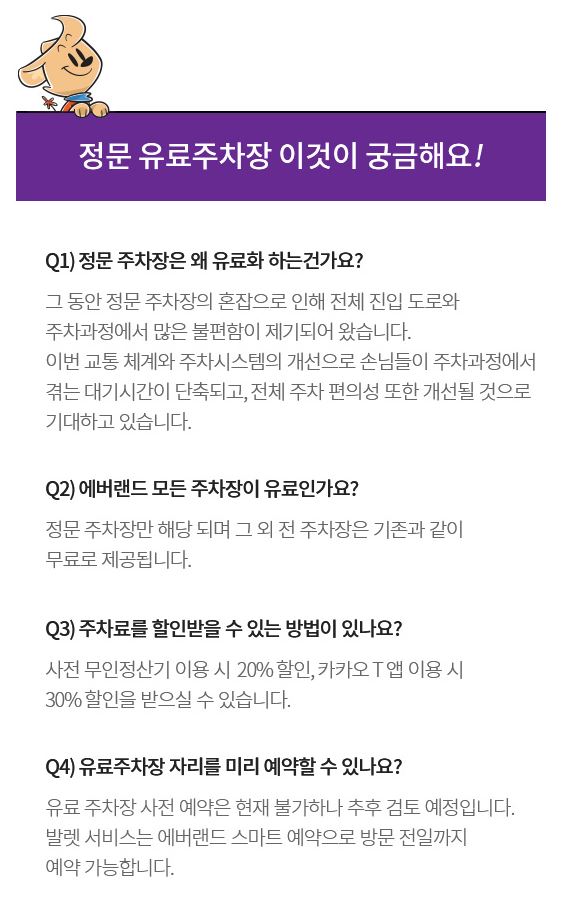 정문 유료주차장 이것이 궁금해요!
Q1) 정문 주차장은 왜 유료화 하는건가요?
그 동안 정문 주차장의 혼잡으로 인해 전체 진입 도로와
주차과정에서 많은 불편함이 제기되어 왔습니다.
이번 교통 체계와 주차시스템의 개선으로 손님들이 주차과정에서
겪는 대기시간이 단축되고, 전체 주차 편의성 또한 개선될 것으로
기대하고 있습니다.
Q2) 에버랜드 모든 주차장이 유료인가요?
정문 주차장만 해당 되며 그 외 전 주차장은 기존과 같이
무료로 제공됩니다.
Q3) 주차료를 할인받을 수 있는 방법이 있나요?
사전 무인정산기 이용 시 20% 할인, 카카오 T 앱 이용 시
30% 할인을 받으실 수 있습니다.
Q4) 유료주차장 자리를 미리 예약할 수 있나요?
유료 주차장 사전 예약은 현재 불가하나 추후 검토 예정입니다.
발렛 서비스는 에버랜드 스마트 예약으로 방문 전일까지
예약 가능합니다.